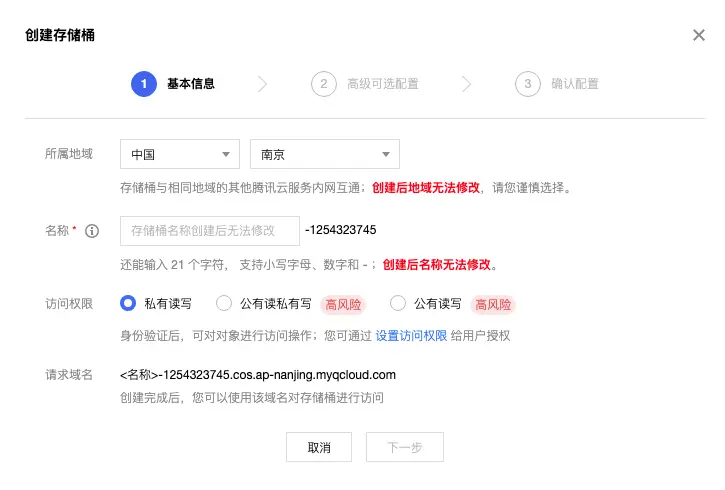 创建存储桶
1 基本信息 2 高级可选配置 3 确认配置
所属地域 中国 南京
存储桶与相同地域的其他腾讯云服务内网互通；创建后地域无法修改，请您谨慎选择。
名称 * 存储桶名称创建后无法修改 -1254323745
还能输入 21 个字符， 支持小写字母、数字和 - ；创建后名称无法修改。
访问权限 私有读写 公有读私有写 高风险 公有读写 高风险
身份验证后，可对对象进行访问操作；您可通过 设置访问权限 给用户授权
请求域名 <名称>-1254323745.cos.ap-nanjing.myqcloud.com
创建完成后，您可以使用该域名对存储桶进行访问
取消 下一步